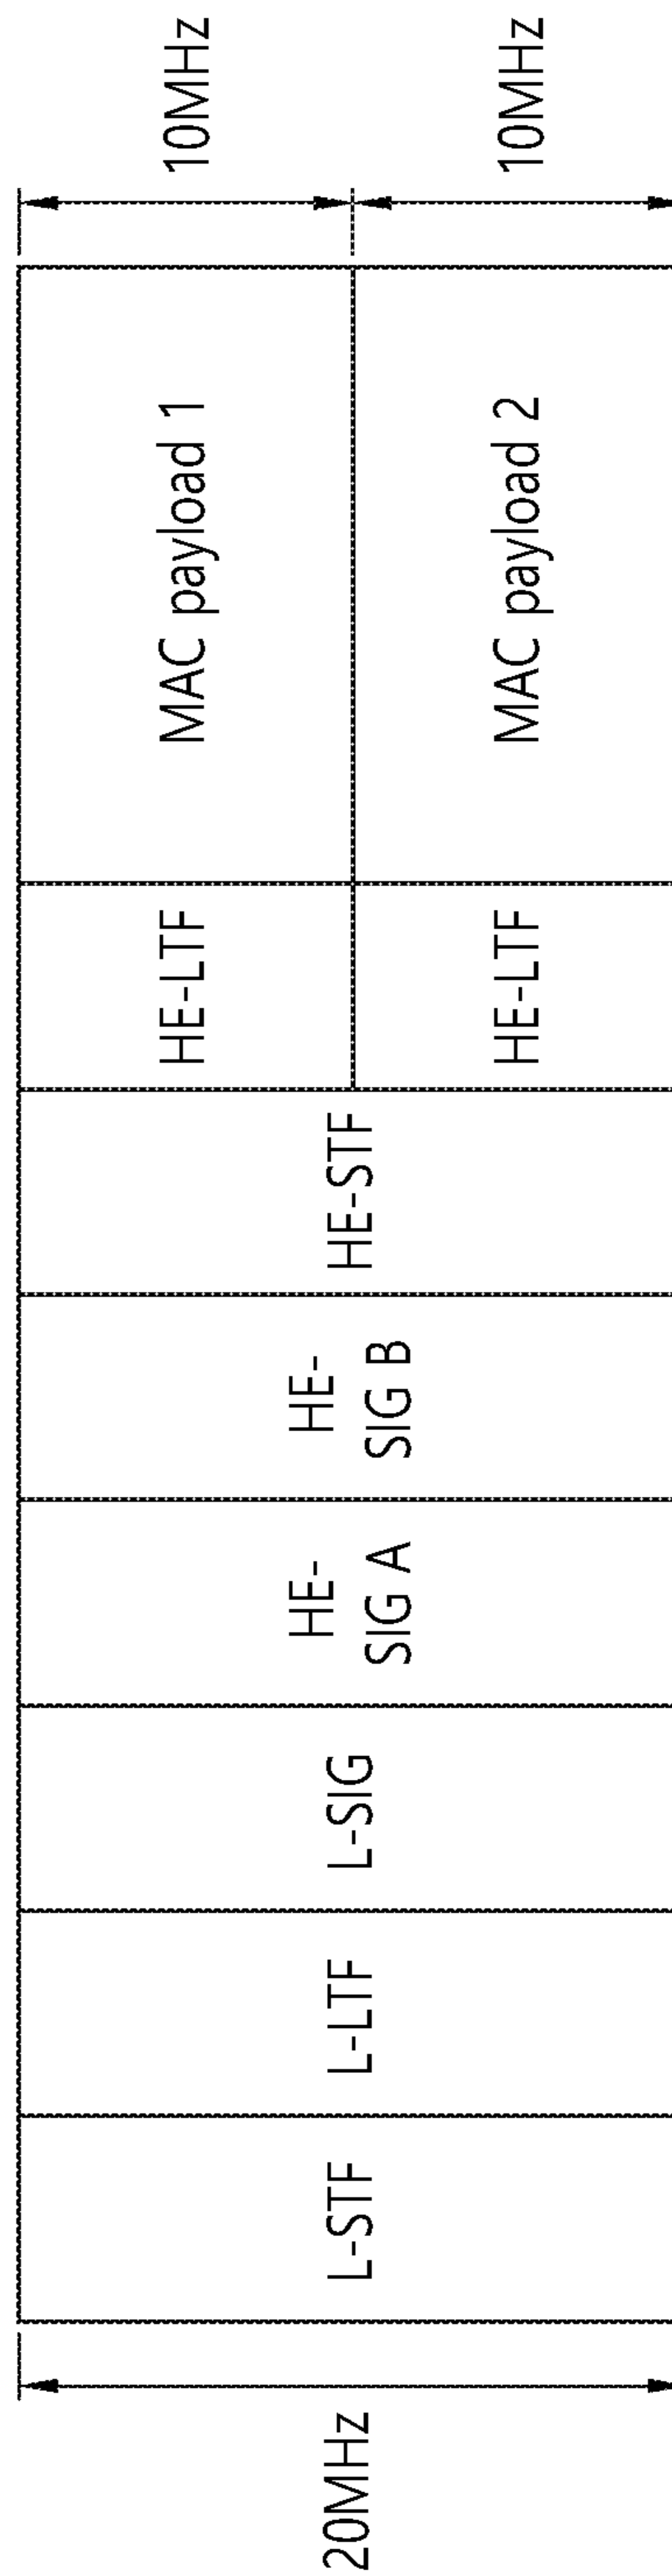 20MHz
L-STF
L-LTF
L-SIG
HE-
SIG A
HE-
SIG B
HE-STF
HE-LTF
MAC payload 1
10MHz
HE-LTF
MAC payload 2
10MHz